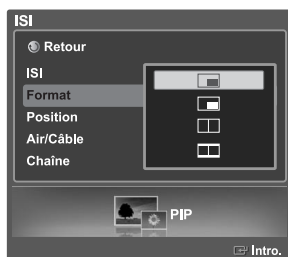 ISI
Retour
ISI
Format
Position
Air/Câble
Chaîne
PIP
Intro.